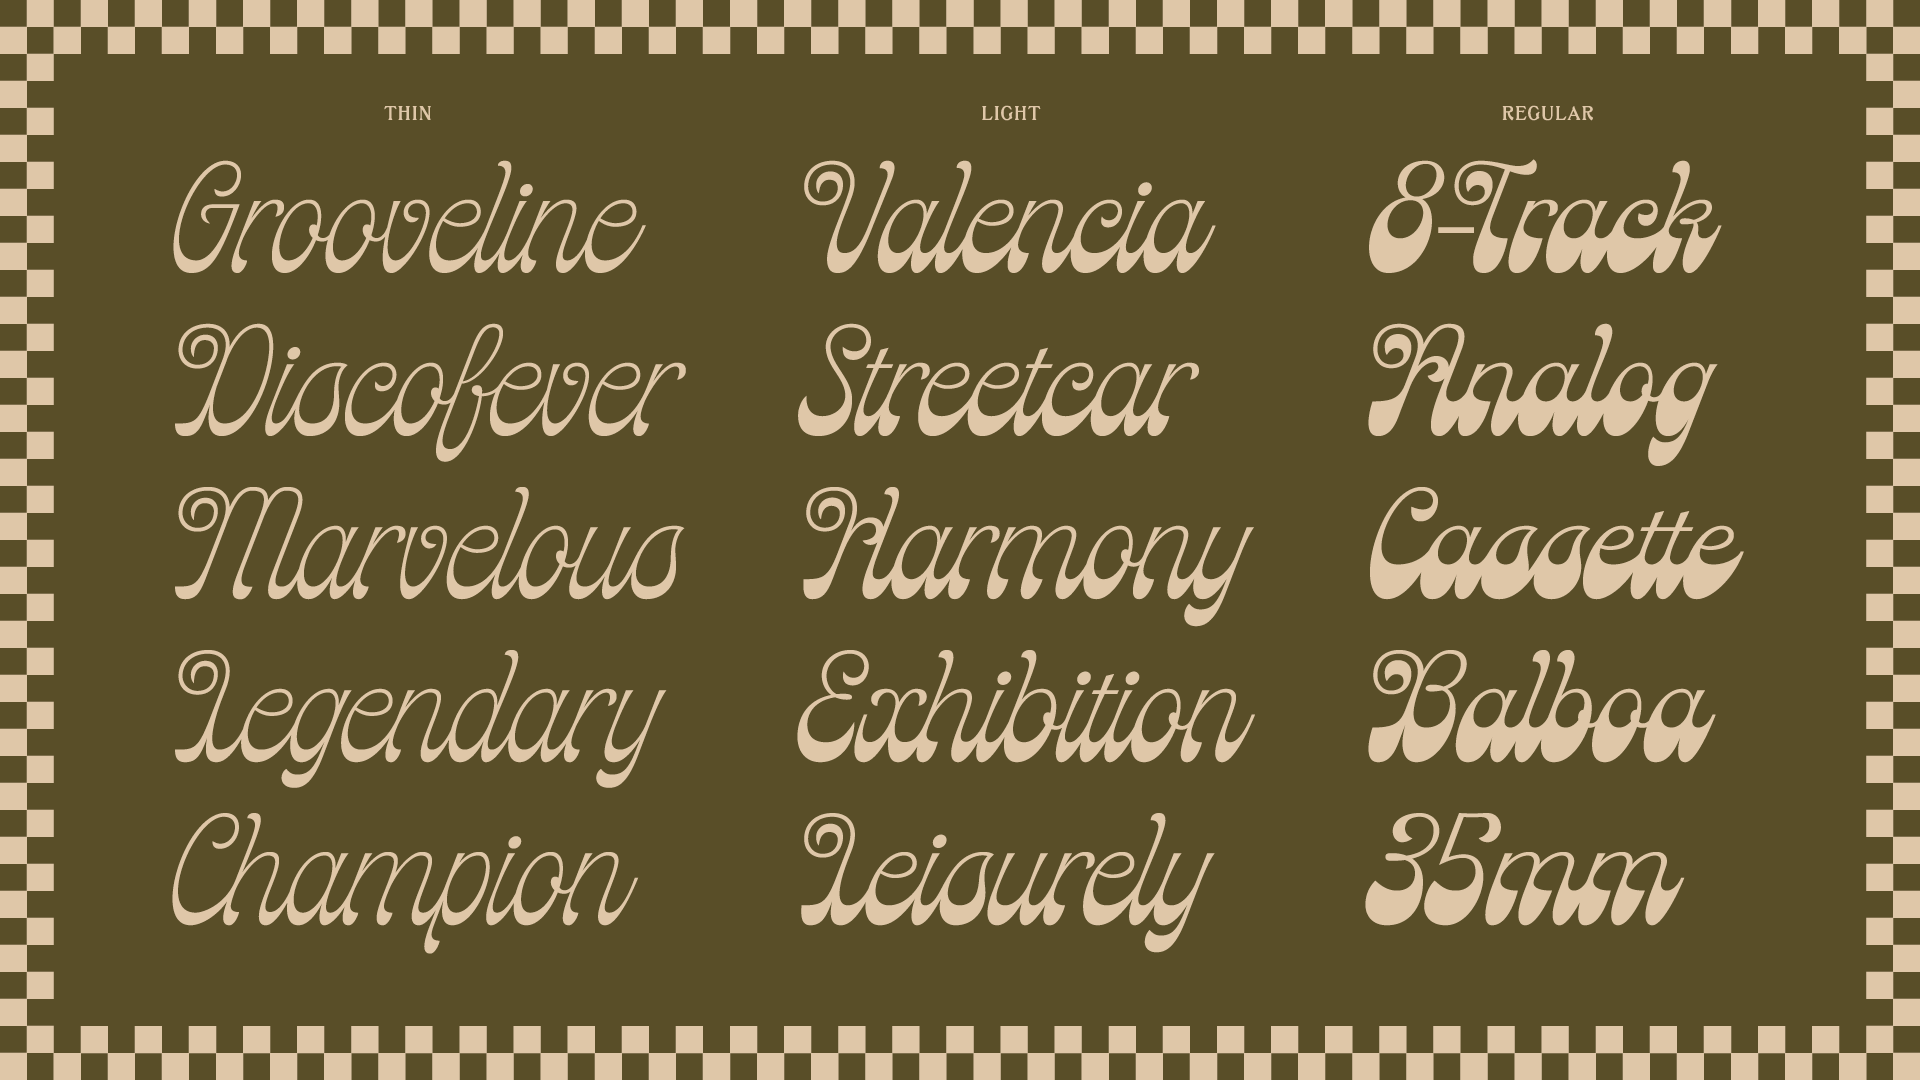 THIN
Grooveline
Discofever
Marvelous
Legendary
Champion
LIGHT
Valencia
Streetcar
Harmony
Exhibition
Leisurely
REGULAR
8-Track
Analog
Cassette
Balboa
35mm